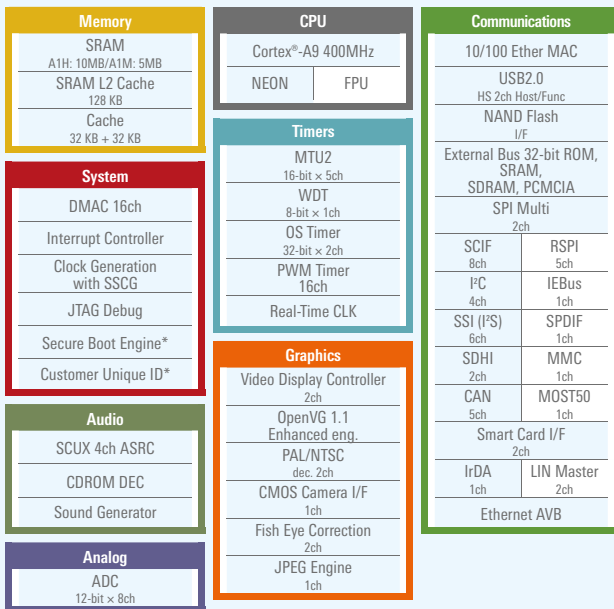 Memory
SRAM
A1H: 10MB/A1M: 5MB
SRAM L2 Cache
128 KB
Cache
32 KB + 32 KB
System
DMAC 16ch
Interrupt Controller
Clock Generation
with SSCG
JTAG Debug
Secure Boot Engine*
Customer Unique ID*
Audio
SCUX 4ch ASRC
CDROM DEC
Sound Generator
Analog
ADC
12-bit × 8ch
CPU
Cortex®-A9 400MHz
NEON FPU
Timers
MTU2
16-bit × 5ch
WDT
8-bit × 1ch
OS Timer
32-bit × 2ch
PWM Timer
16ch
Real-Time CLK
Graphics
Video Display Controller
2ch
OpenVG 1.1
Enhanced eng.
PAL/NTSC
dec. 2ch
CMOS Camera I/F
1ch
Fish Eye Correction
2ch
JPEG Engine
1ch
Communications
10/100 Ether MAC
USB2.0
HS 2ch Host/Func
NAND Flash
I/F
External Bus 32-bit ROM,
SRAM,
SDRAM, PCMCIA
SPI Multi
2ch
SCIF RSPI
8ch 5ch
I²C IEBus
4ch 1ch
SSI (I²S) SPDIF
6ch 1ch
SDHI MMC
2ch 1ch
CAN MOST50
5ch 1ch
Smart Card I/F
2ch
IrDA LIN Master
1ch 2ch
Ethernet AVB